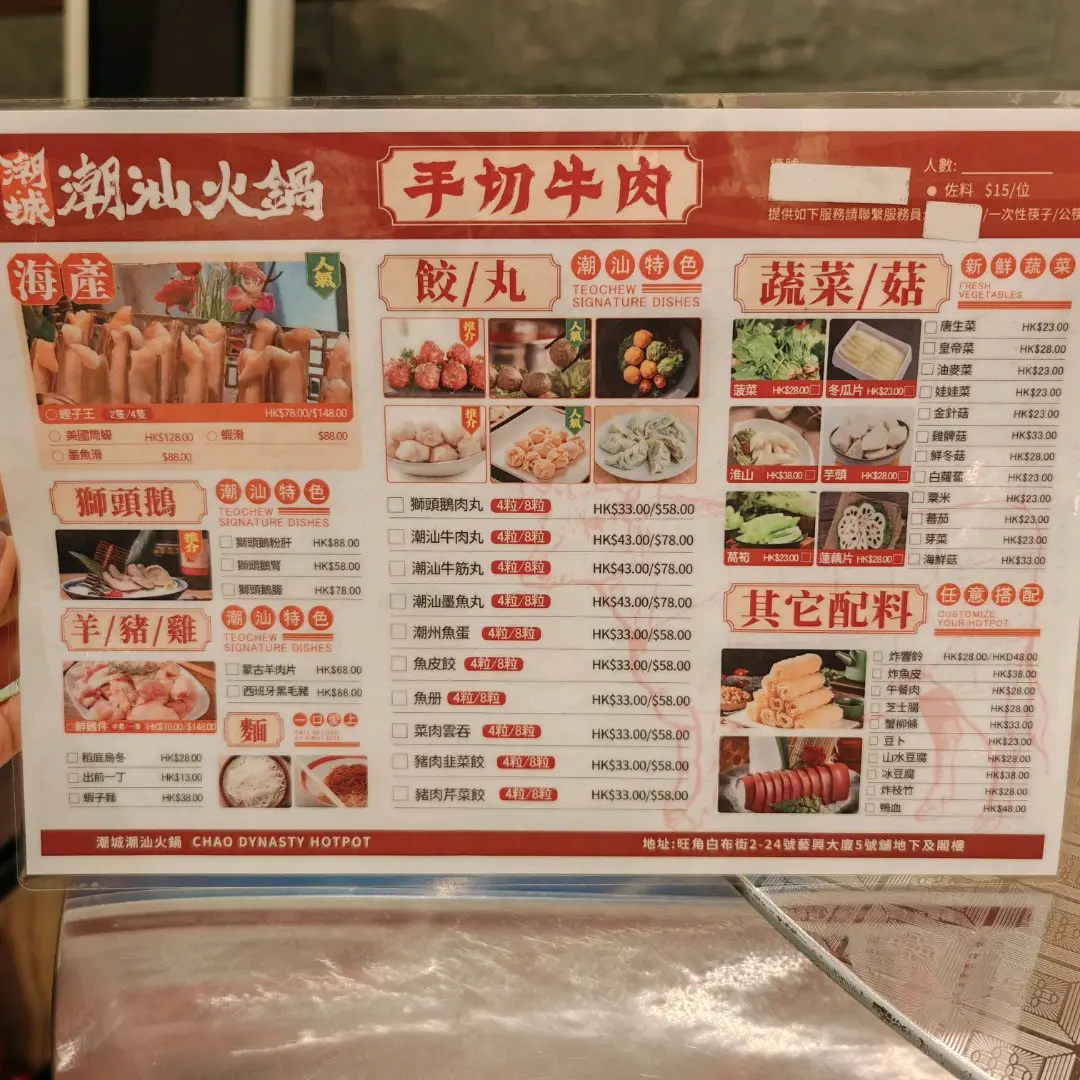 潮城
潮汕火鍋
手切牛肉
人數:
● 佐料 $15/位
提供如下服務請聯繫服務員
/一次性筷子/公筷
海產
人氣
蟶子王 2隻/4隻 HK$78.00/$148.00
美國筒蠔 HK$128.00
蝦滑 $88.00
墨魚滑 $88.00
獅頭鵝
潮汕特色
TEOCHEW
SIGNATURE DISHES
推介
獅頭鵝粉肝 HK$88.00
獅頭鵝腎 HK$58.00
獅頭鵝腸 HK$78.00
羊/豬/雞
潮汕特色
TEOCHEW
SIGNATURE DISHES
鮮雞件 HK$78.00/$148.00
蒙古羊肉片 HK$68.00
西班牙黑毛豬 HK$88.00
麵
一口愛上
稻庭烏冬 HK$28.00
出前一丁 HK$13.00
蝦子麵 HK$38.00
餃/丸
潮汕特色
TEOCHEW
SIGNATURE DISHES
推介
人氣
推介
人氣
獅頭鵝肉丸 4粒/8粒 HK$33.00/$58.00
潮汕牛肉丸 4粒/8粒 HK$43.00/$78.00
潮汕牛筋丸 4粒/8粒 HK$43.00/$78.00
潮汕墨魚丸 4粒/8粒 HK$43.00/$78.00
潮州魚蛋 4粒/8粒 HK$33.00/$58.00
魚皮餃 4粒/8粒 HK$33.00/$58.00
魚册 4粒/8粒 HK$33.00/$58.00
菜肉雲吞 4粒/8粒 HK$33.00/$58.00
豬肉韭菜餃 4粒/8粒 HK$33.00/$58.00
豬肉芹菜餃 4粒/8粒 HK$33.00/$58.00
蔬菜/菇
新鮮蔬菜
FRESH
VEGETABLES
菠菜 HK$28.00
冬瓜片 HK$23.00
淮山 HK$38.00
芋頭 HK$28.00
萵筍 HK$23.00
蓮藕片 HK$28.00
唐生菜 HK$23.00
皇帝菜 HK$28.00
油麥菜 HK$23.00
娃娃菜 HK$23.00
金針菇 HK$23.00
雞髀菇 HK$33.00
鮮冬菇 HK$28.00
白蘿蔔 HK$23.00
粟米 HK$23.00
蕃茄 HK$23.00
芽菜 HK$23.00
海鮮菇 HK$33.00
其它配料
任意搭配
CUSTOMIZE
YOUR HOTPOT
炸響鈴 HK$28.00/HKD48.00
炸魚皮 HK$38.00
午餐肉 HK$28.00
芝士腸 HK$28.00
蟹柳條 HK$33.00
豆卜 HK$23.00
山水豆腐 HK$28.00
冰豆腐 HK$38.00
炸枝竹 HK$28.00
鴨血 HK$48.00
潮城潮汕火鍋 CHAO DYNASTY HOTPOT
地址:旺角白布街2-24號藝興大廈5號舖地下及閣樓